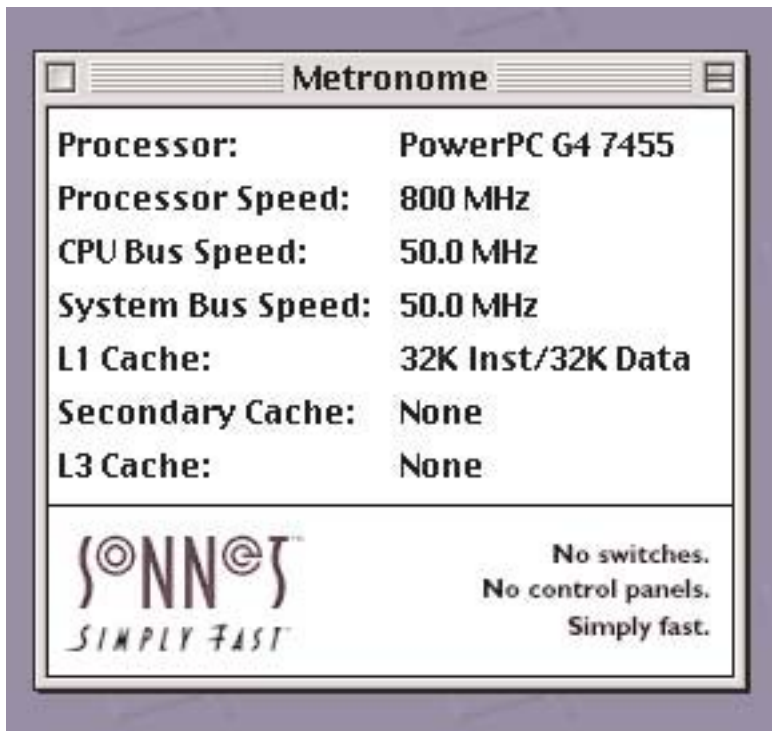 Metronome
Processor: PowerPC G4 7455
Processor Speed: 800 MHz
CPU Bus Speed: 50.0 MHz
System Bus Speed: 50.0 MHz
L1 Cache: 32K Inst/32K Data
Secondary Cache: None
L3 Cache: None
SONNET
SIMPLY FAST
No switches.
No control panels.
Simply fast.